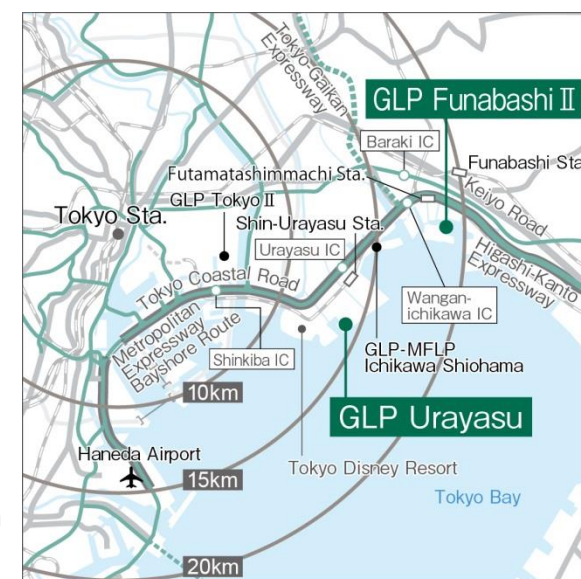 Tokyo-Gaikan
Expressway
GLP Funabashi Ⅱ
Baraki IC
Funabashi Sta
Futamatashimmachi Sta.
GLP Tokyo Ⅱ
Keiyo Road
Tokyo Sta.
Shin-Urayasu Sta.
Urayasu IC
Higashi-Kanto
Expressway
Tokyo Coastal Road
Wangan-
ichikawa IC
Metropolitan
Expressway
Bayshore Route
Shinkiba IC
GLP-MFLP
Ichikawa Shiohama
10km
GLP Urayasu
Haneda Airport
Tokyo Disney Resort
15km
Tokyo Bay
20km